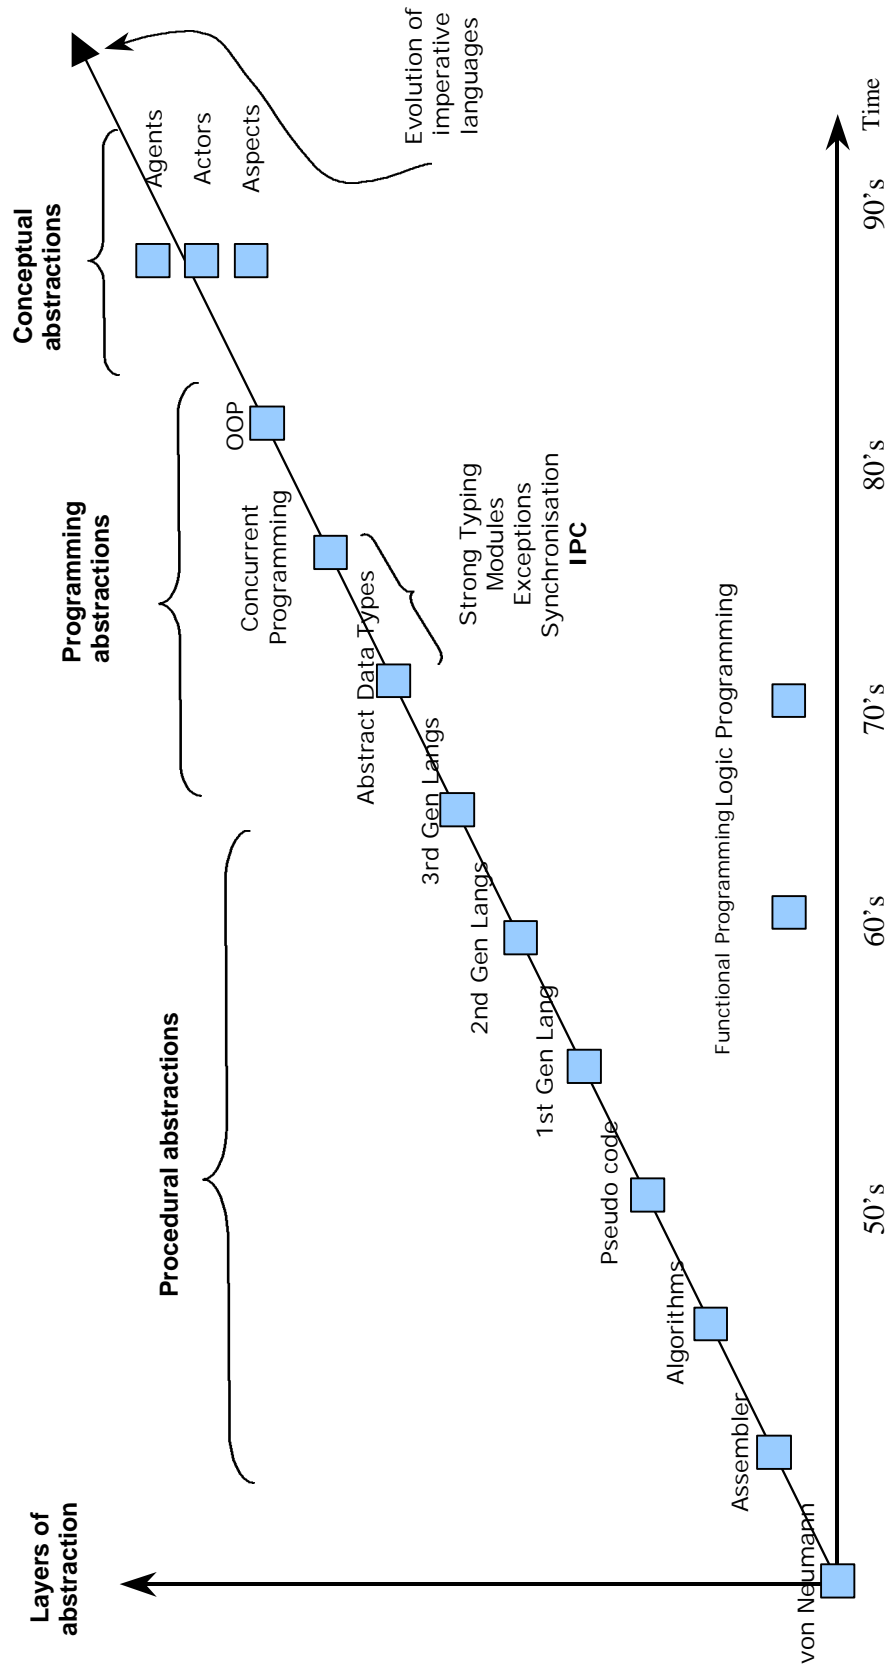 Layers of
abstraction
Procedural abstractions
Programming
abstractions
Conceptual
abstractions
von Neumann
Assembler
Algorithms
Pseudo code
1st Gen Lang
2nd Gen Langs
3rd Gen Langs
Abstract Data Types
Concurrent
Programming
OOP
Agents
Actors
Aspects
Evolution of
imperative
languages
Strong Typing
Modules
Exceptions
Synchronisation
IPC
Functional Programming
Logic Programming
50's
60's
70's
80's
90's
Time